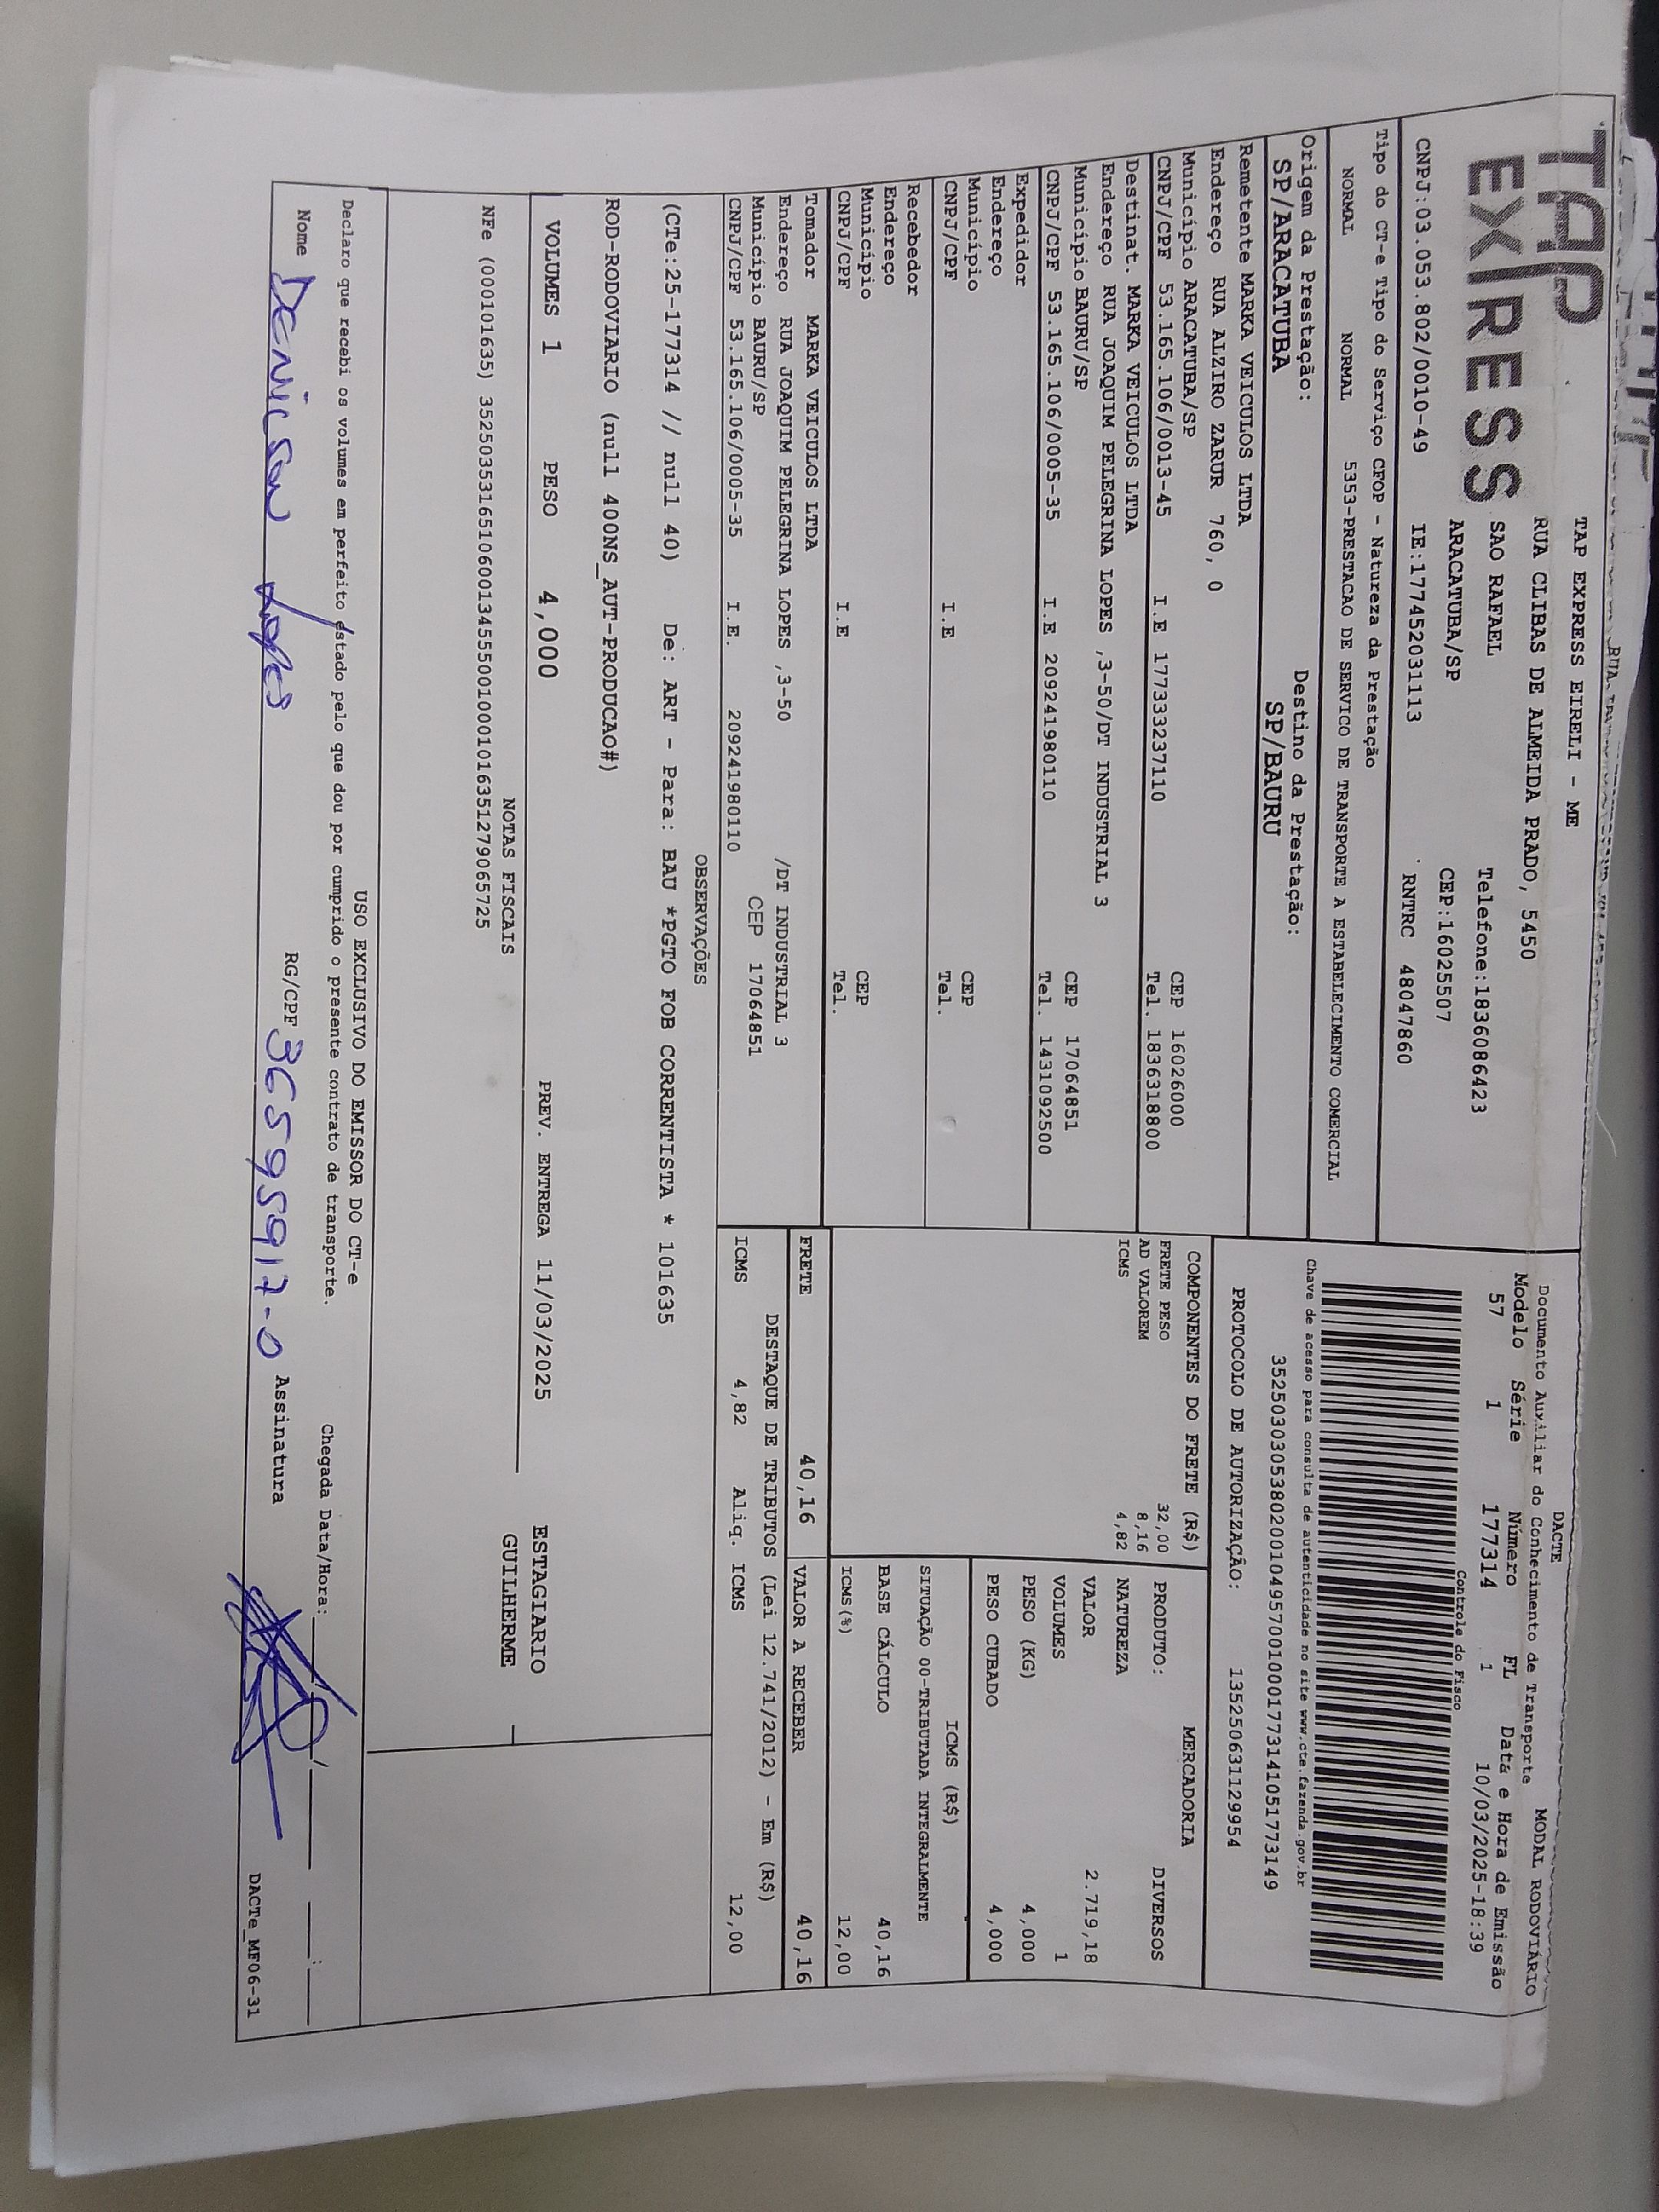 TAP
EXPRESS
TAP EXPRESS EIRELI - ME
RUA CLIBAS DE ALMEIDA PRADO, 5450
SAO RAFAEL Telefone:1836086423
ARACATUBA/SP CEP:16025507
CNPJ:03.053.802/0010-49 IE:177452031113 RNTRC 48047860
DACTE MODAL RODOVIÁRIO
Documento Auxiliar do Conhecimento de Transporte
Modelo Série Número FL Data e Hora de Emissão
57 1 177314 1 10/03/2025-18:39
Controle do Fisco
Tipo do CT-e Tipo do Serviço CFOP - Natureza da Prestação
NORMAL NORMAL 5353-PRESTACAO DE SERVICO DE TRANSPORTE A ESTABELECIMENTO COMERCIAL
Chave de acesso para consulta de autenticidade no site www.cte.fazenda.gov.br
35250303053802001049570010001773141051773149
Origem da Prestação: Destino da Prestação:
SP/ARACATUBA SP/BAURU
PROTOCOLO DE AUTORIZAÇÃO: 135250631129954
Remetente MARKA VEICULOS LTDA
Endereço RUA ALZIRO ZARUR 760, 0
Município ARACATUBA/SP CEP 16026000
CNPJ/CPF 53.165.106/0013-45 I.E 177333237110 Tel. 1836318800
Destinat. MARKA VEICULOS LTDA
Endereço RUA JOAQUIM PELEGRINA LOPES ,3-50/DT INDUSTRIAL 3
Município BAURU/SP CEP 17064851
CNPJ/CPF 53.165.106/0005-35 I.E 209241980110 Tel. 1431092500
Expedidor
Endereço
Município CEP
CNPJ/CPF I.E Tel.
Recebedor
Endereço
Município CEP
CNPJ/CPF I.E Tel.
COMPONENTES DO FRETE (R$)
FRETE PESO 32,00
AD VALOREM 8,16
ICMS 4,82
MERCADORIA
PRODUTO: DIVERSOS
NATUREZA
VALOR 2.719,18
VOLUMES 1
PESO (KG) 4,000
PESO CUBADO 4,000
ICMS (R$)
SITUAÇÃO 00-TRIBUTADA INTEGRALMENTE
BASE CÁLCULO 40,16
ICMS(%) 12,00
Tomador MARKA VEICULOS LTDA
Endereço RUA JOAQUIM PELEGRINA LOPES ,3-50 /DT INDUSTRIAL 3
Município BAURU/SP CEP 17064851
CNPJ/CPF 53.165.106/0005-35 I.E. 209241980110
FRETE 40,16 VALOR A RECEBER 40,16
DESTAQUE DE TRIBUTOS (Lei 12.741/2012) - Em (R$)
ICMS 4,82 Aliq. ICMS 12,00
OBSERVAÇÕES
(CTe:25-177314 // null 40) De: ART - Para: BAU *PGTO FOB CORRENTISTA * 101635
ROD-RODOVIARIO (null 400NS_AUT-PRODUCAO#)
VOLUMES 1 PESO 4,000 PREV. ENTREGA 11/03/2025 ESTAGIARIO
GUILHERME
NOTAS FISCAIS
NFe (000101635) 35250353165106001345550010001016351279065725
USO EXCLUSIVO DO EMISSOR DO CT-e
Declaro que recebi os volumes em perfeito estado pelo que dou por cumprido o presente contrato de transporte. Chegada Data/Hora: / :
Nome Denilson Lopes RG/CPF 36595917-0 Assinatura
DACTe_MF06-31